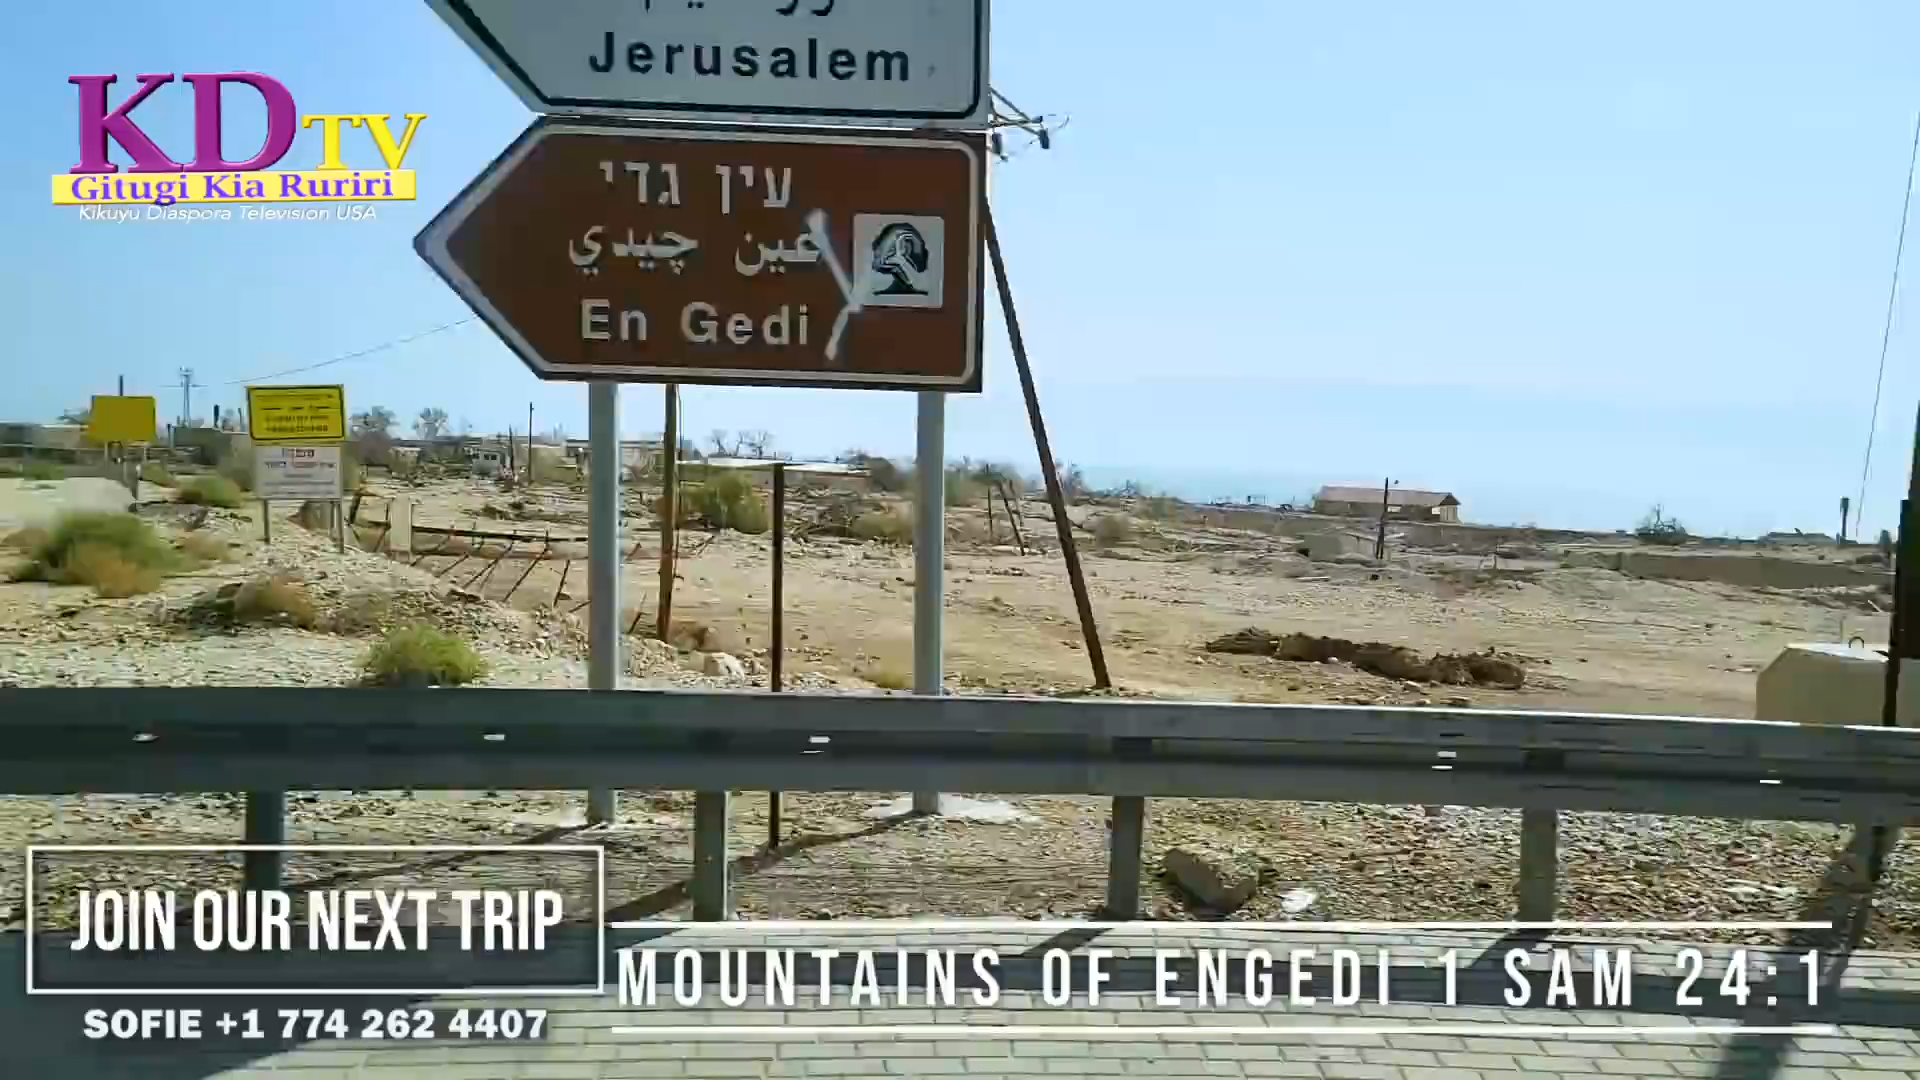 Jerusalem
KD TV
Gitugi Kia Ruriri
Kikuyu Diaspora Television USA
עין גדי
عين چيدي
En Gedi
JOIN OUR NEXT TRIP
SOFIE +1 774 262 4407
MOUNTAINS OF ENGEDI 1 SAM 24:1